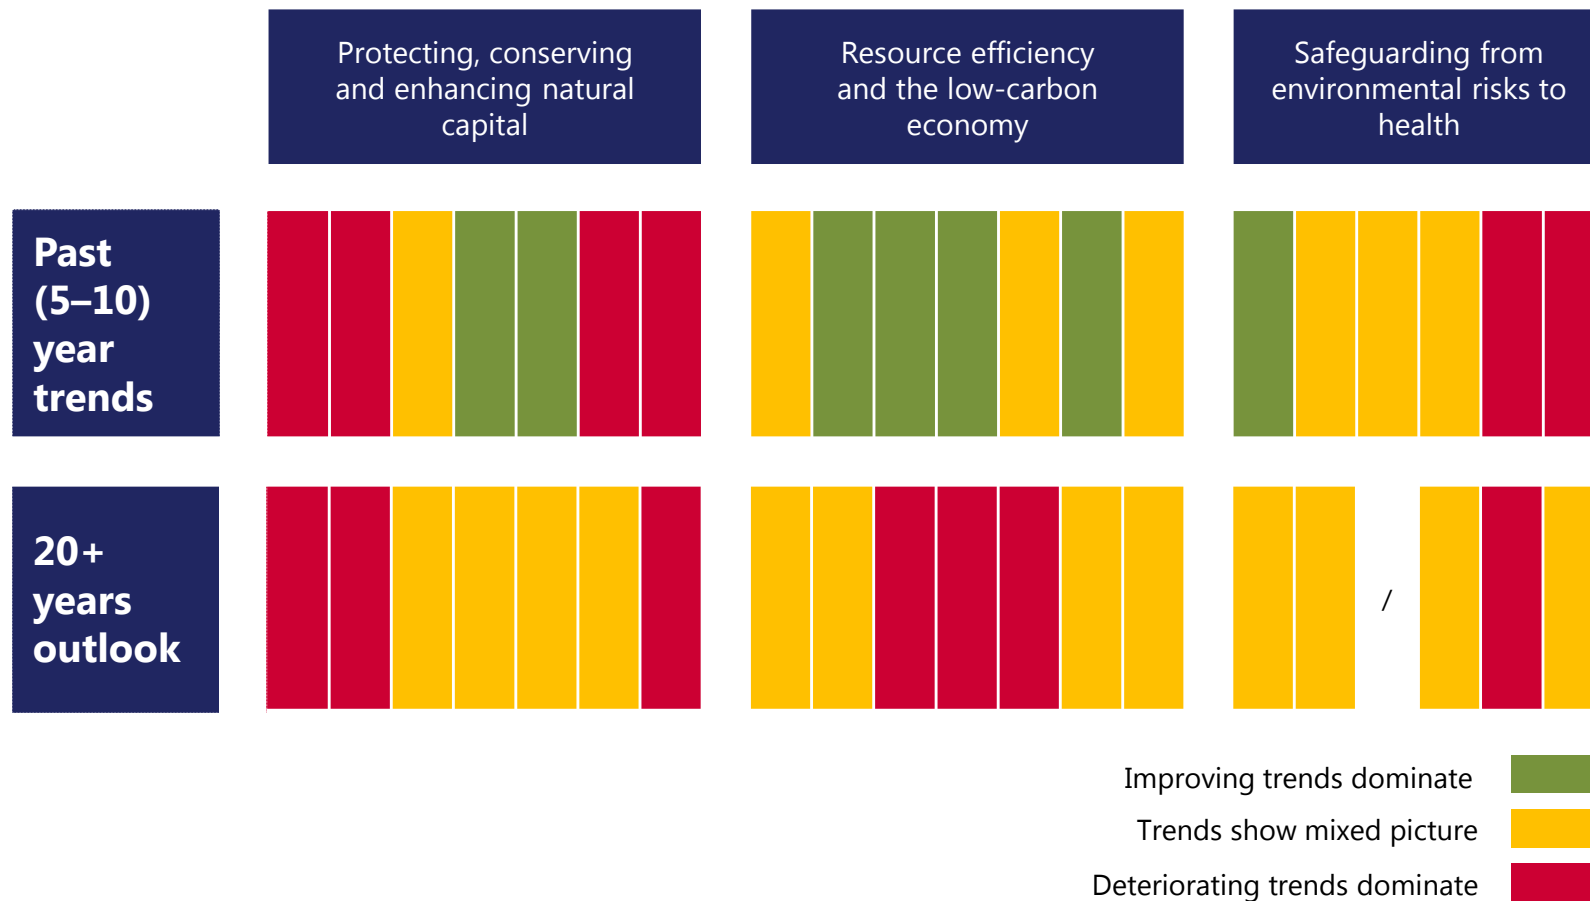 Protecting, conserving
and enhancing natural
capital
Resource efficiency
and the low-carbon
economy
Safeguarding from
environmental risks to
health
Past
(5–10)
year
trends
20+
years
outlook
/
Improving trends dominate
Trends show mixed picture
Deteriorating trends dominate